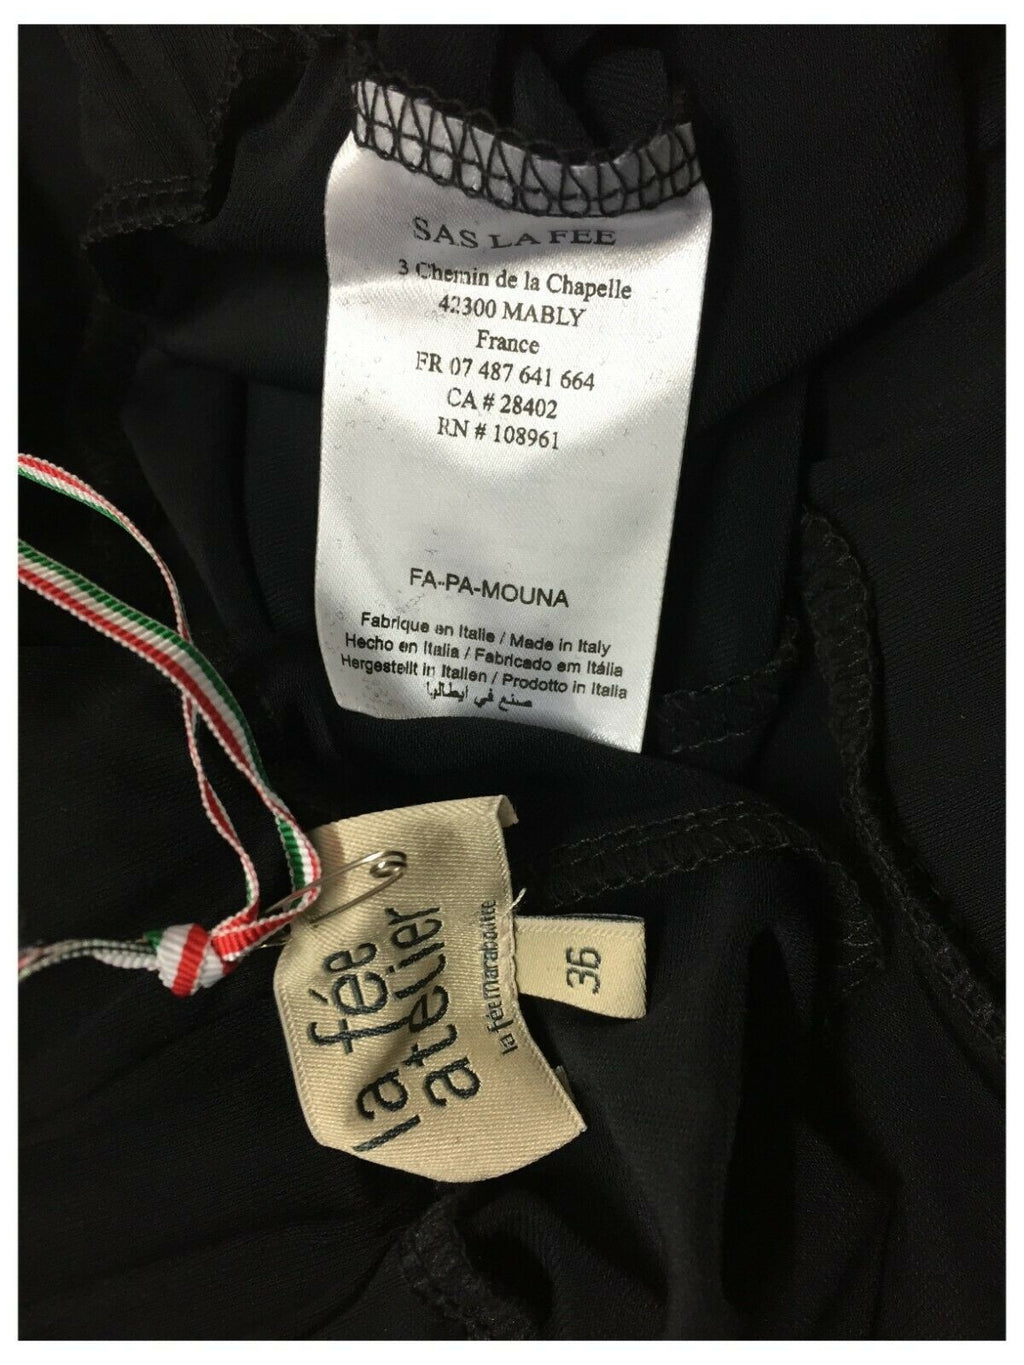 SAS LA FEE
3 Chemin de la Chapelle
42300 MABLY
France
FR 07 487 641 664
CA # 28402
RN # 108961
FA-PA-MOUNA
Fabrique en Italie / Made in Italy
Hecho en Italia / Fabricado em Itália
Hergestellt in Italien / Prodotto in Italia
صنع في ايطاليا
la fée
atelier
la fée maraboutée
36